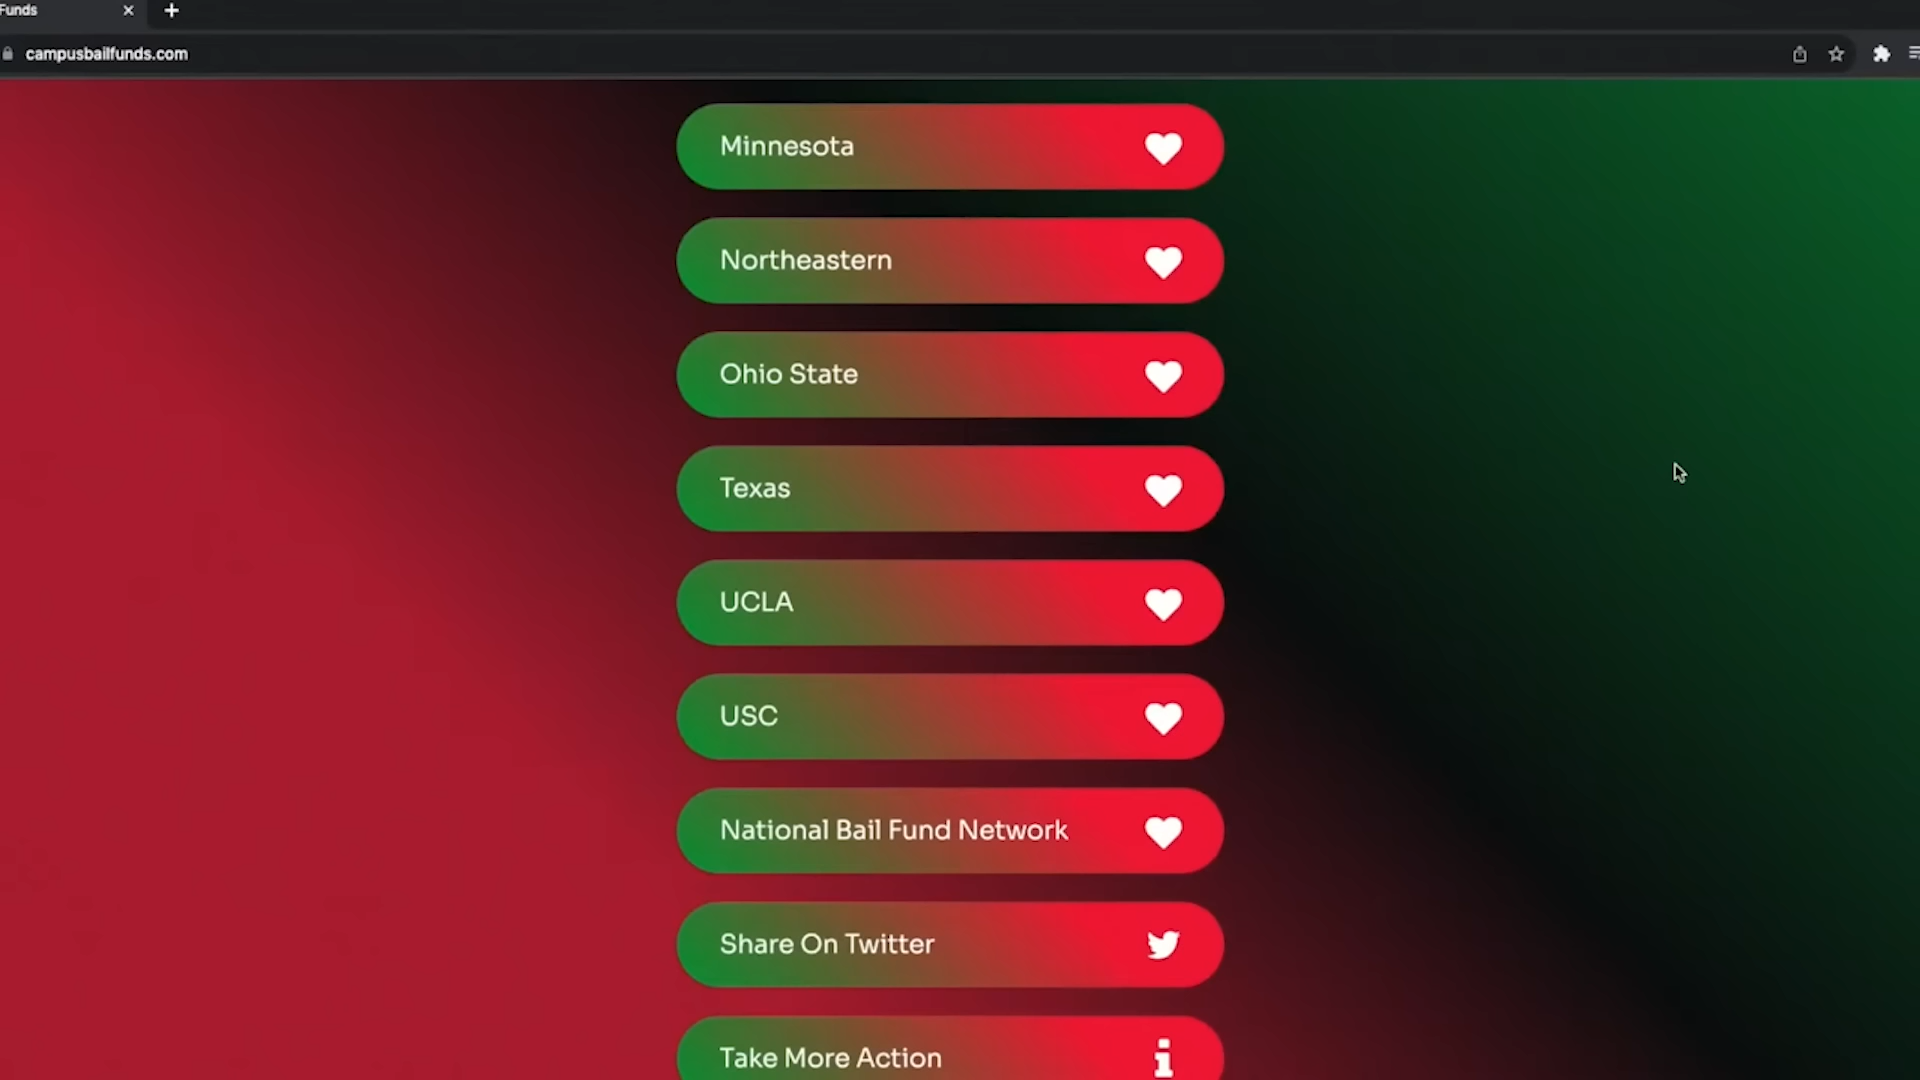 Funds
campusbailfunds.com
Minnesota
Northeastern
Ohio State
Texas
UCLA
USC
National Bail Fund Network
Share On Twitter
Take More Action